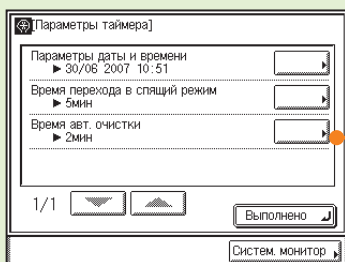 [Параметры таймера]
Параметры даты и времени
▶ 30/06 2007 10:51
Время перехода в спящий режим
▶ 5мин
Время авт. очистки
▶ 2мин
1/1
Выполнено
Систем. монитор